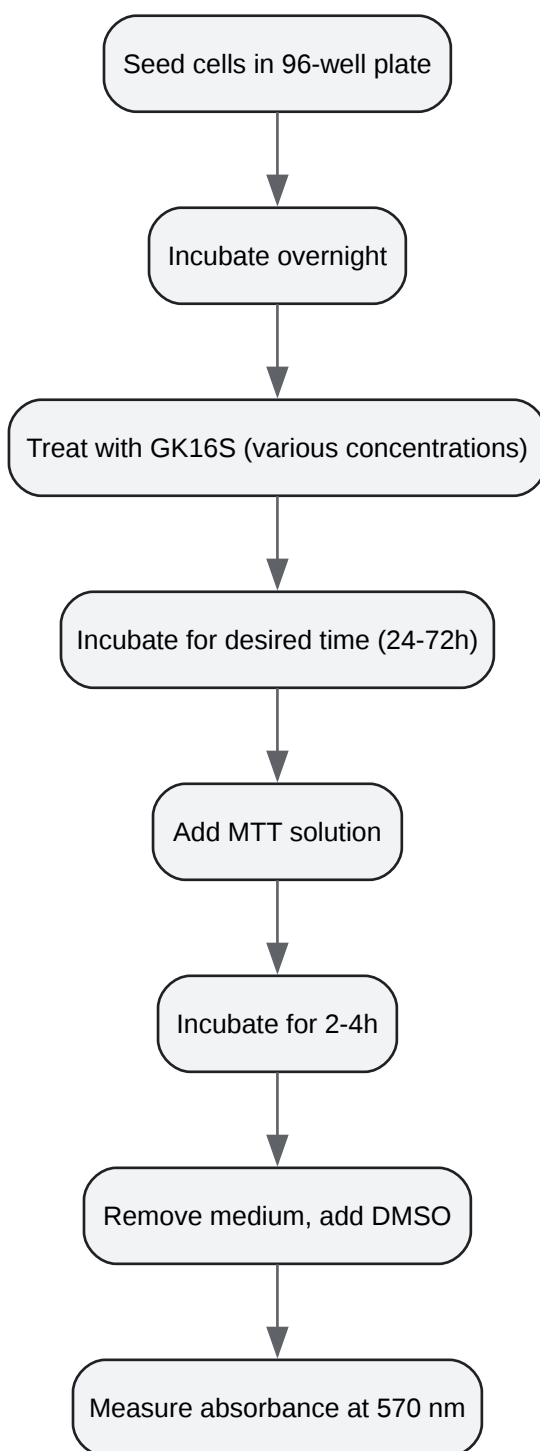 Seed cells in 96-well plate
Incubate overnight
Treat with GK16S (various concentrations)
Incubate for desired time (24-72h)
Add MTT solution
Incubate for 2-4h
Remove medium, add DMSO
Measure absorbance at 570 nm